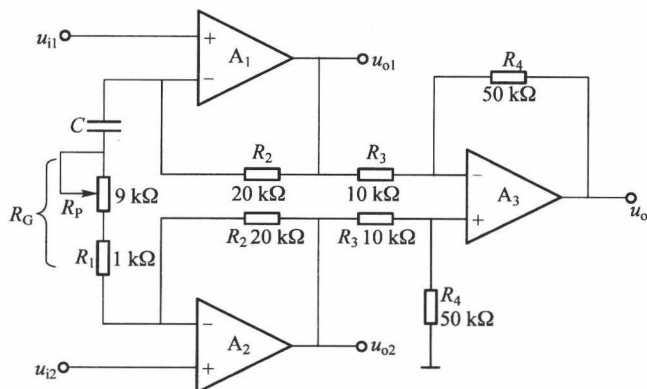 u_i1
+
A_1
−
u_o1
R_4
50 kΩ
C
R_2
20 kΩ
R_3
10 kΩ
−
A_3
+
u_o
R_G
R_P
9 kΩ
R_2 20 kΩ
R_3 10 kΩ
R_1
1 kΩ
R_4
50 kΩ
−
A_2
+
u_o2
u_i2